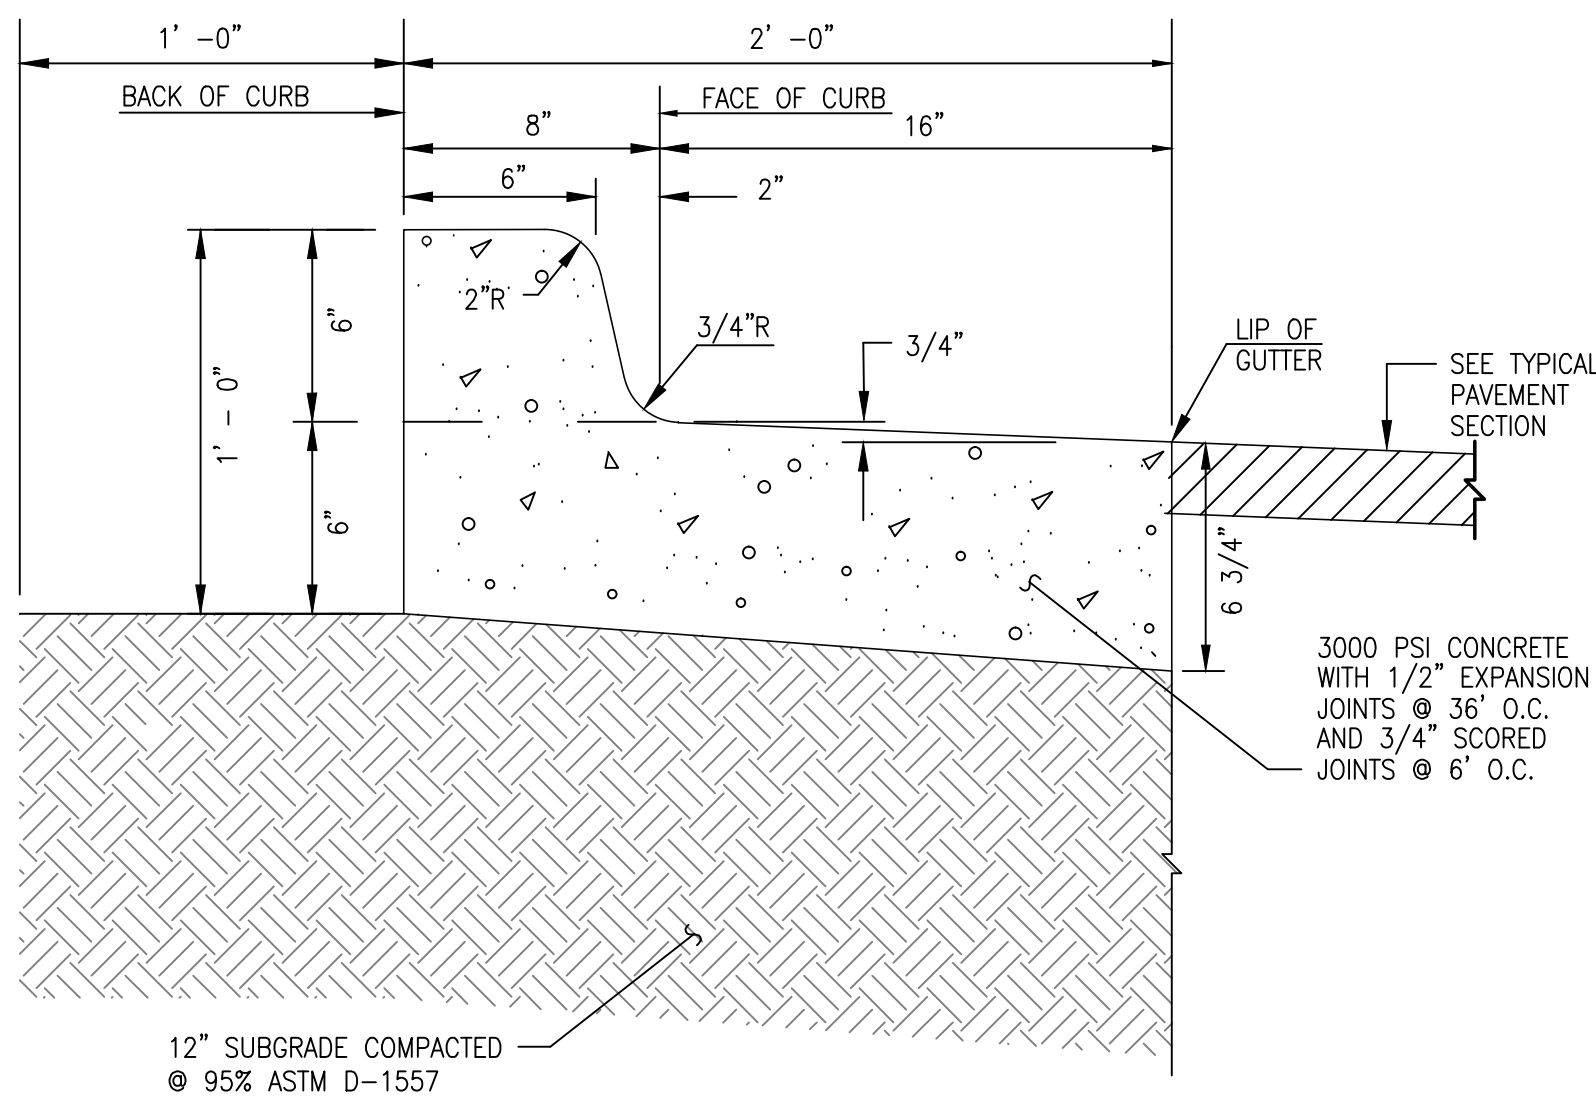 1' -0"
2' -0"
BACK OF CURB
FACE OF CURB
8"
16"
6"
2"
2"R
6"
3/4"R
3/4"
LIP OF
GUTTER
SEE TYPICAL
PAVEMENT
SECTION
1' - 0"
6"
6 3/4"
3000 PSI CONCRETE
WITH 1/2" EXPANSION
JOINTS @ 36' O.C.
AND 3/4" SCORED
JOINTS @ 6' O.C.
12" SUBGRADE COMPACTED
@ 95% ASTM D-1557